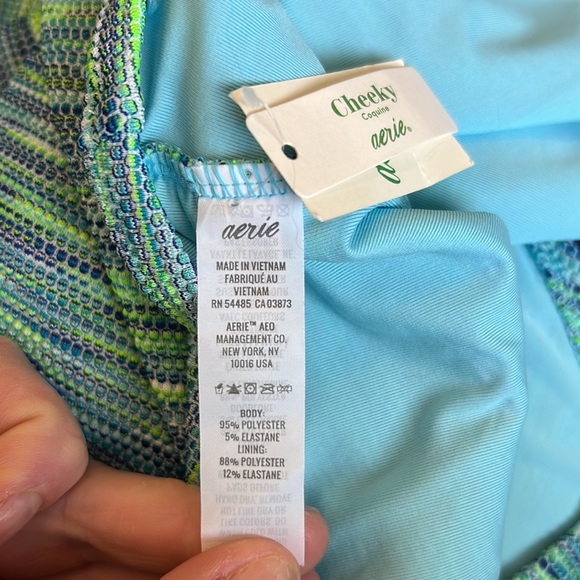 Cheeky
Coquine
aerie®
aerie
MADE IN VIETNAM
FABRIQUÉ AU
VIETNAM
RN 54485 CA 03873
AERIE™ AEO
MANAGEMENT CO.
NEW YORK, NY
10016 USA
BODY:
95% POLYESTER
5% ELASTANE
LINING:
88% POLYESTER
12% ELASTANE